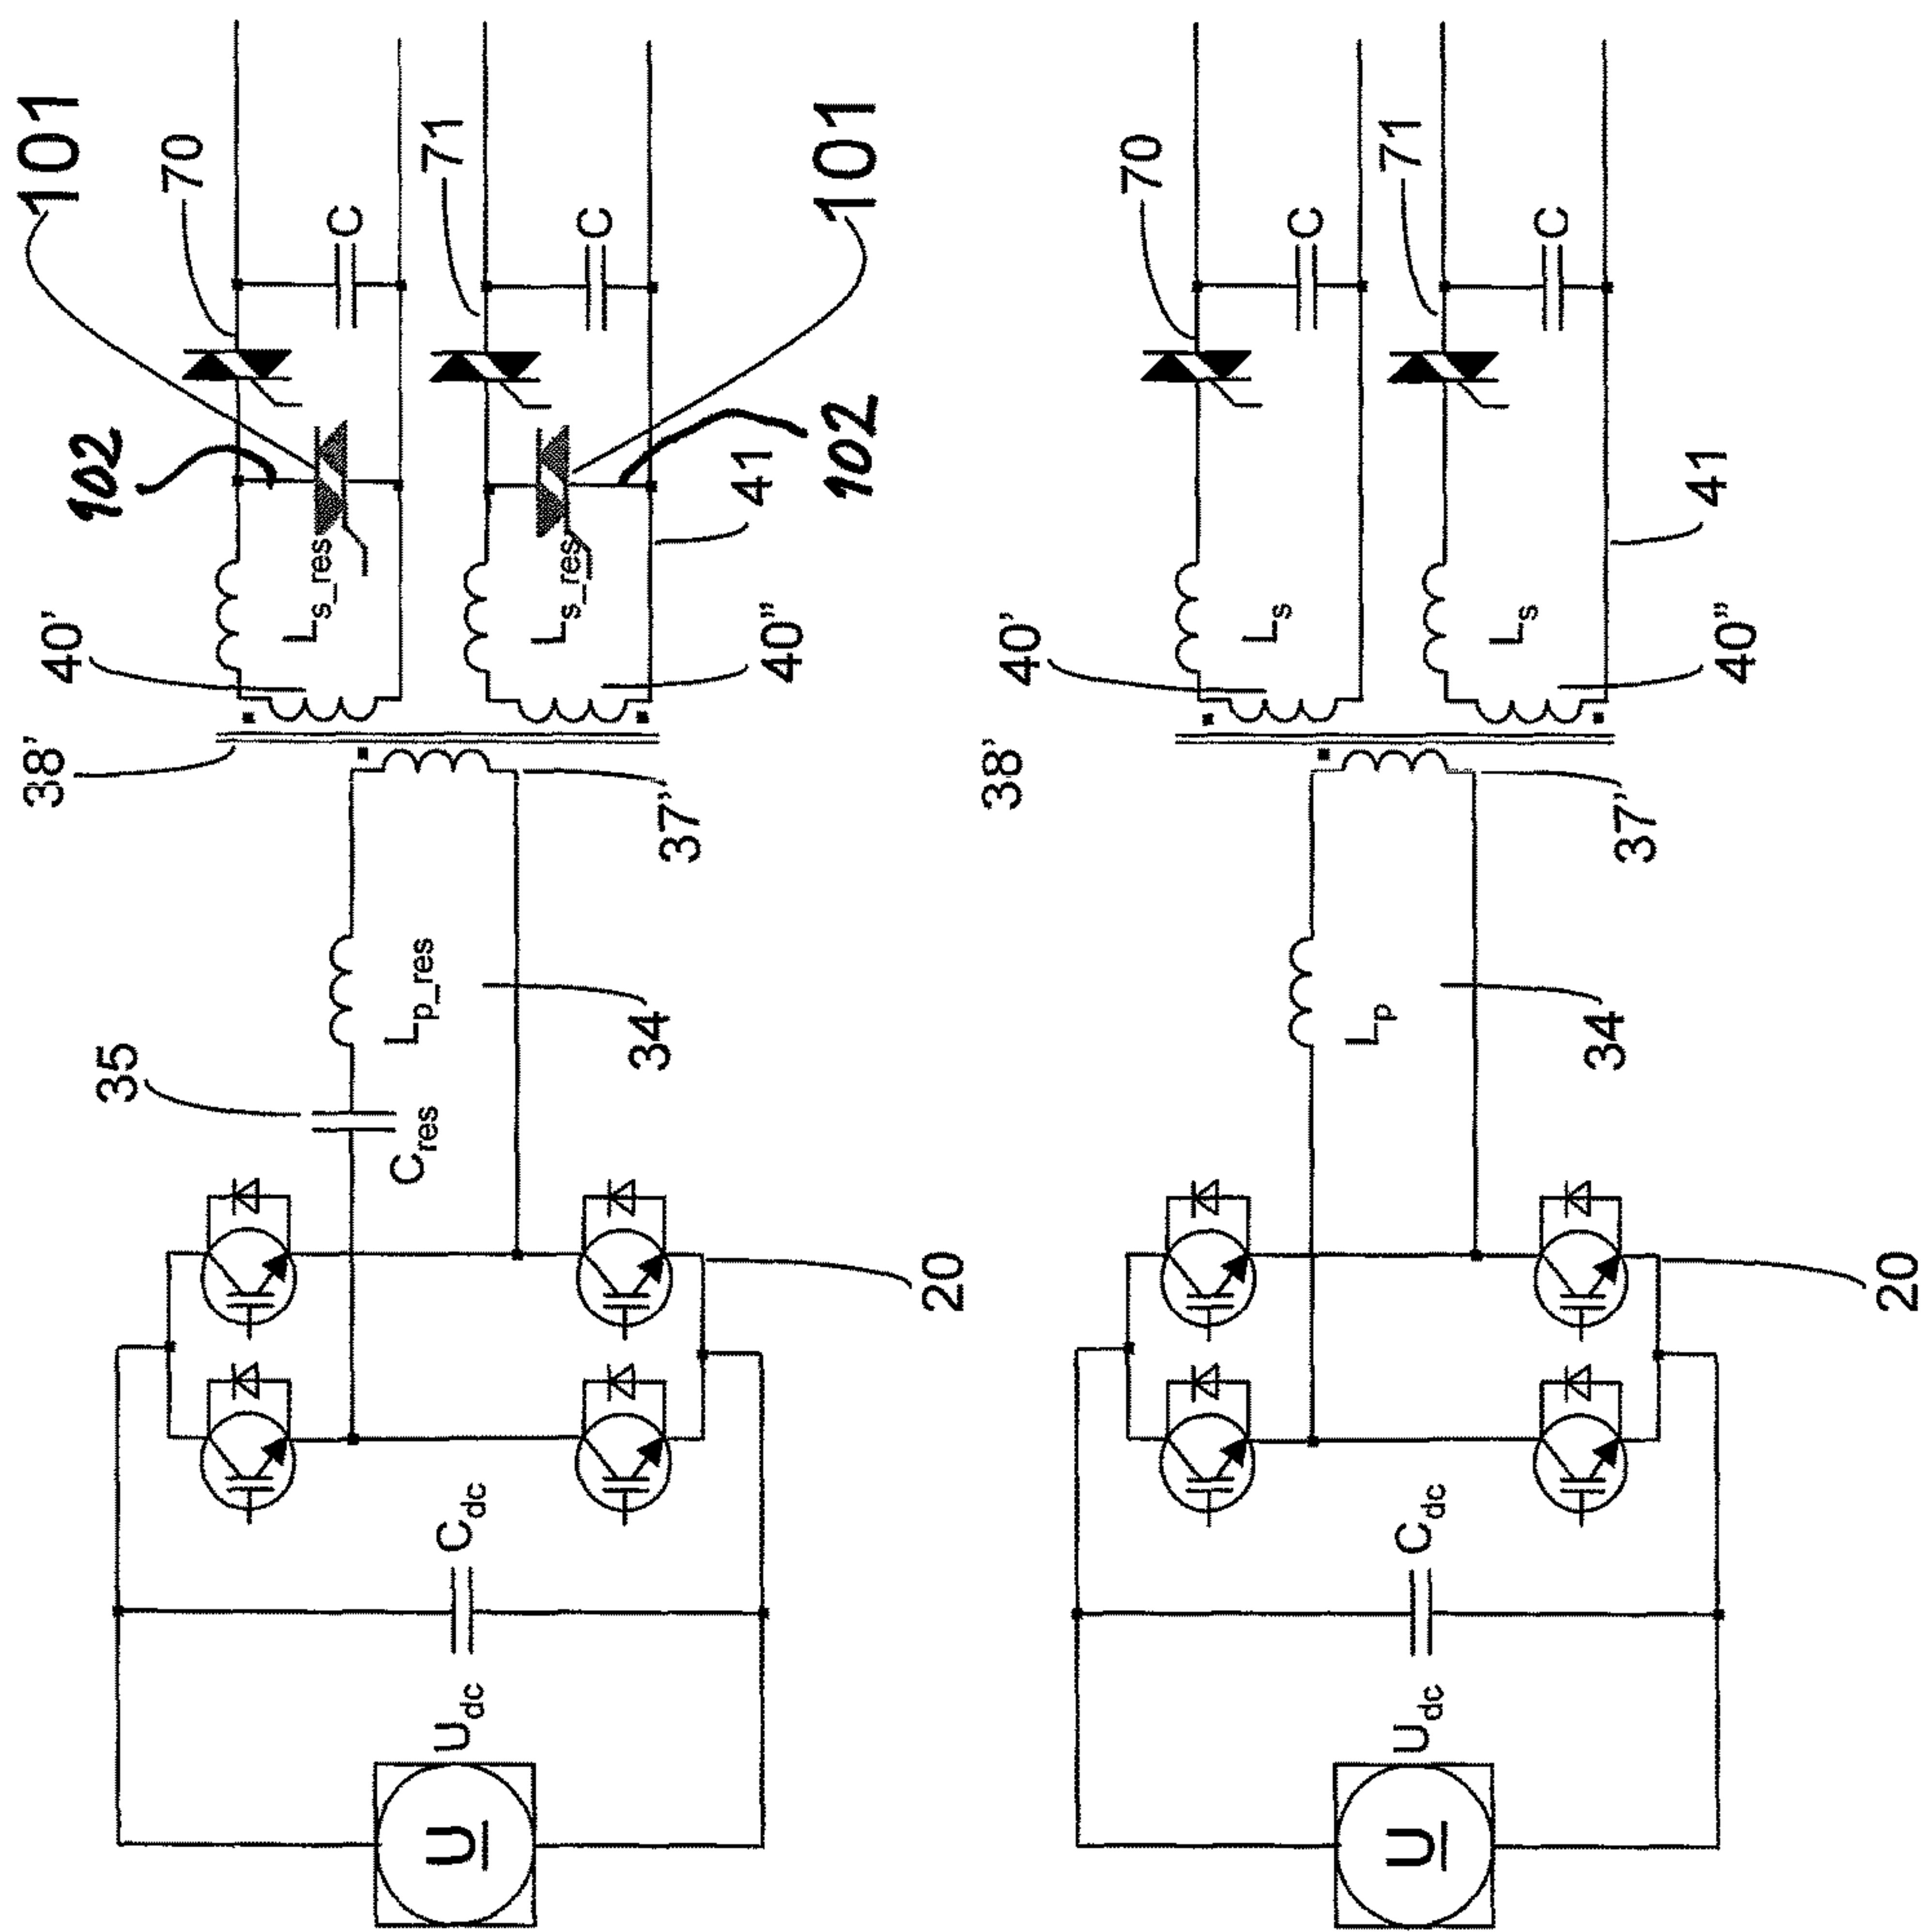 101
70
102
C
71
C
101
102
41
40'
L_s_res
L_s_res
40"
38'
37'
35
C_res
L_p_res
34
20
C_dc
U_dc
U
70
C
71
C
41
40'
L_s
L_s
40"
38'
37'
L_p
34
20
C_dc
U_dc
U